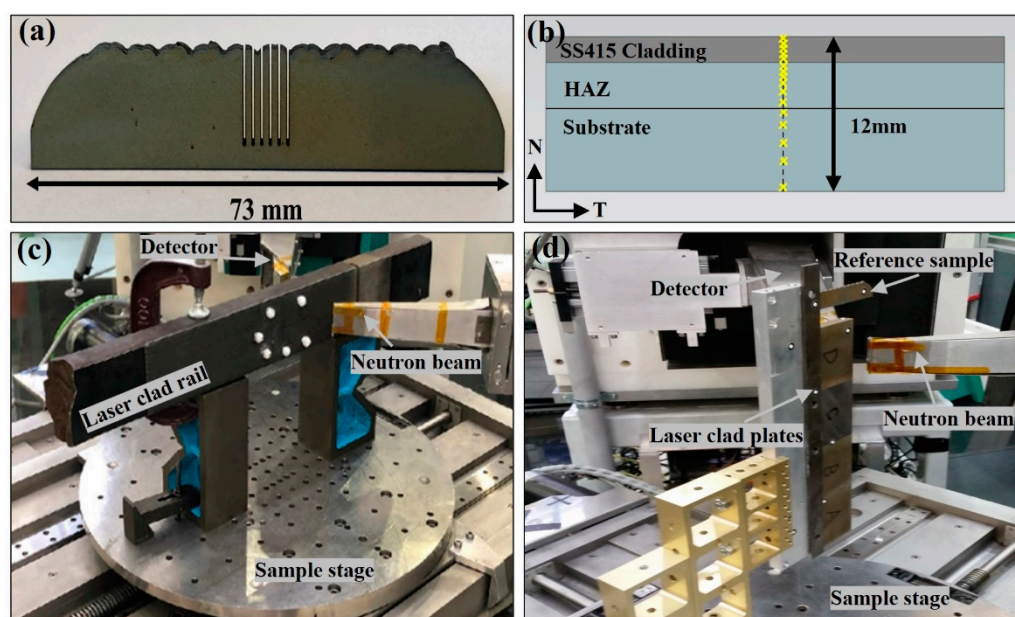 (a)
73 mm
(b)
SS415 Cladding
HAZ
Substrate
12mm
N
T
(c)
Detector
Neutron beam
Laser clad rail
Sample stage
(d)
Reference sample
Detector
Neutron beam
Laser clad plates
D
C
B
A
Sample stage